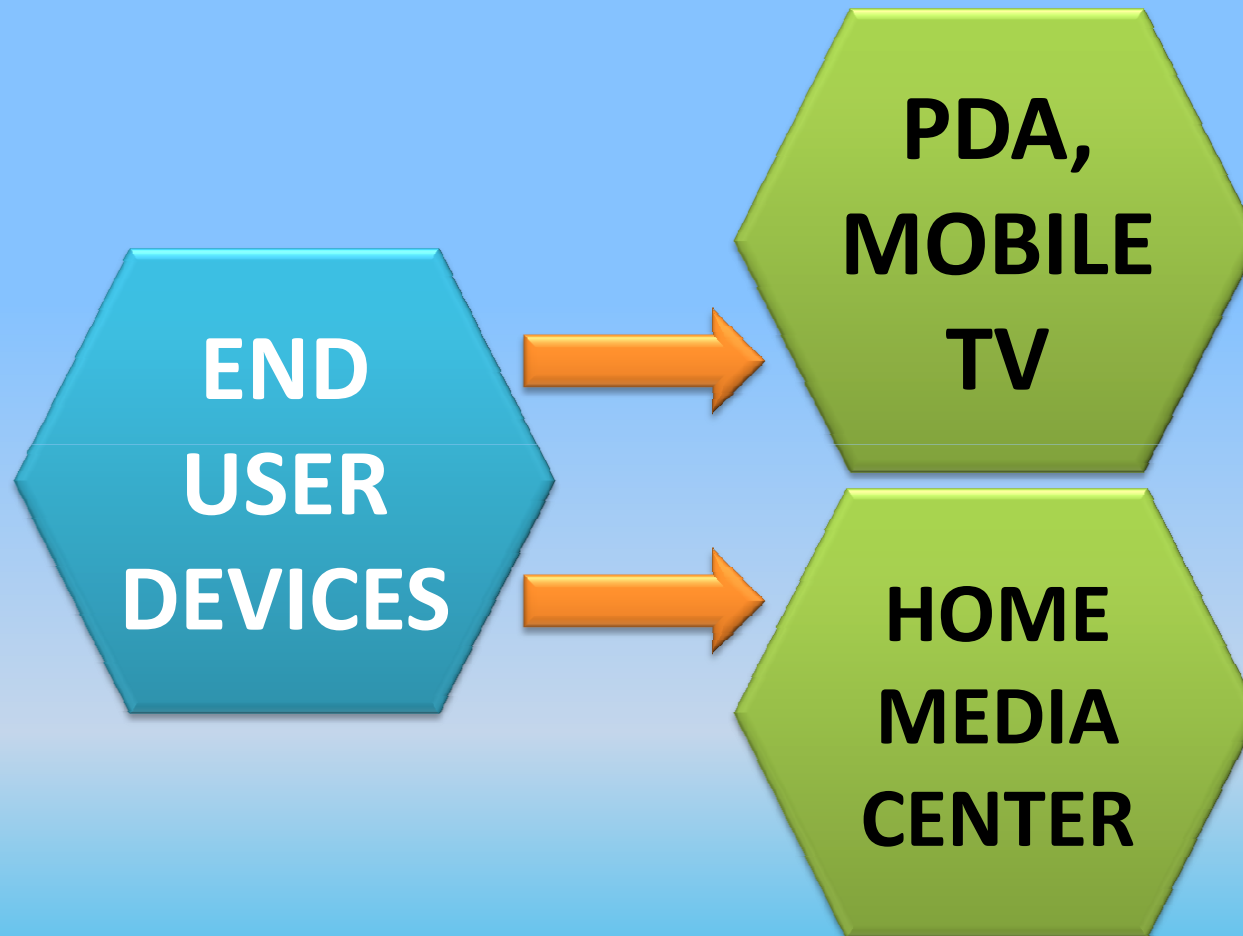 END
USER
DEVICES
PDA,
MOBILE
TV
HOME
MEDIA
CENTER